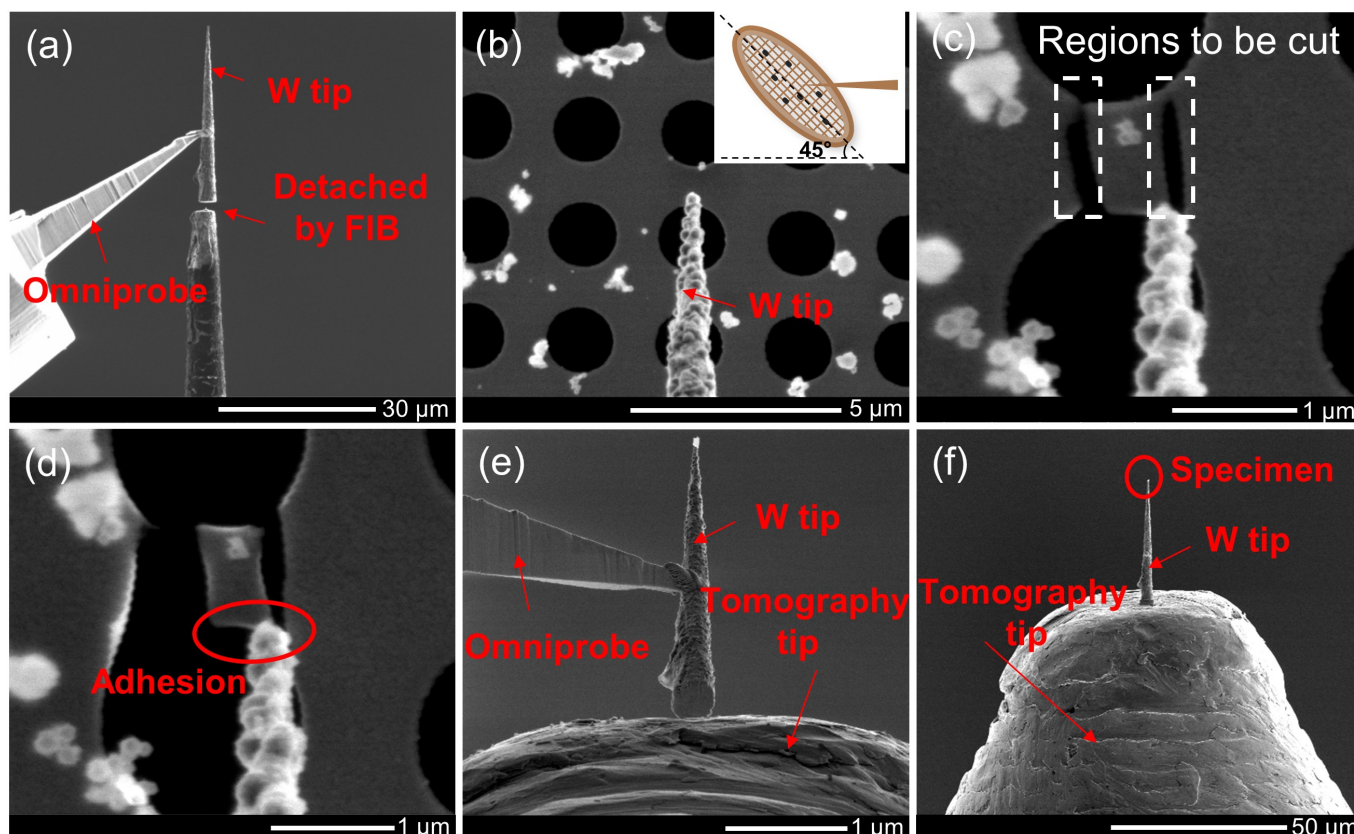 (a)
W tip
Detached
by FIB
Omniprobe
30 µm
(b)
45°
W tip
5 µm
(c)
Regions to be cut
1 µm
(d)
Adhesion
1 µm
(e)
W tip
Tomography
tip
Omniprobe
1 µm
(f)
Specimen
W tip
Tomography
tip
50 µm